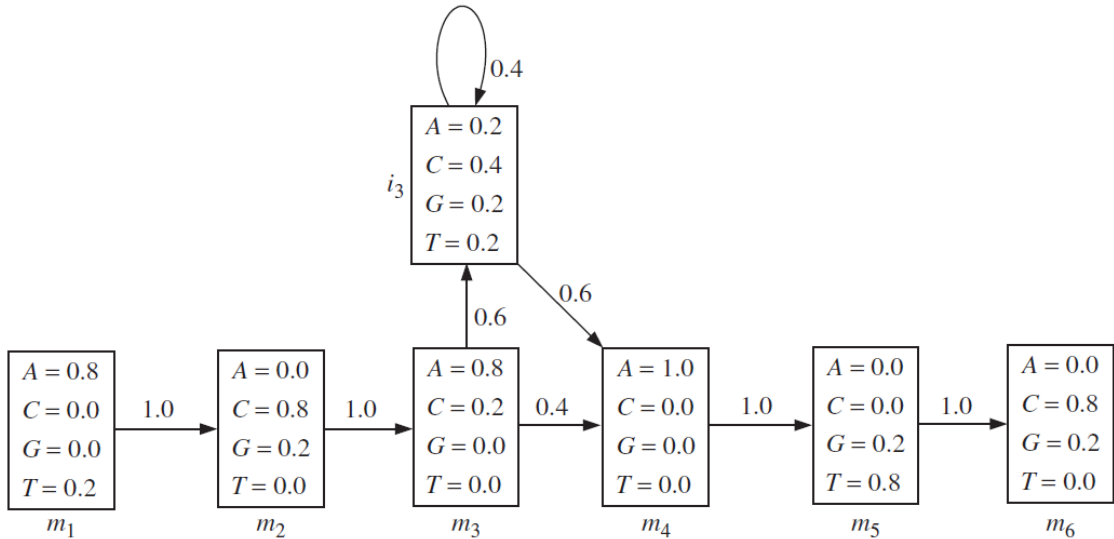 0.4
A = 0.2
C = 0.4
G = 0.2
T = 0.2
i3
0.6
0.6
A = 0.8
C = 0.0
G = 0.0
T = 0.2
m1
1.0
A = 0.0
C = 0.8
G = 0.2
T = 0.0
m2
1.0
A = 0.8
C = 0.2
G = 0.0
T = 0.0
m3
0.4
A = 1.0
C = 0.0
G = 0.0
T = 0.0
m4
1.0
A = 0.0
C = 0.0
G = 0.2
T = 0.8
m5
1.0
A = 0.0
C = 0.8
G = 0.2
T = 0.0
m6